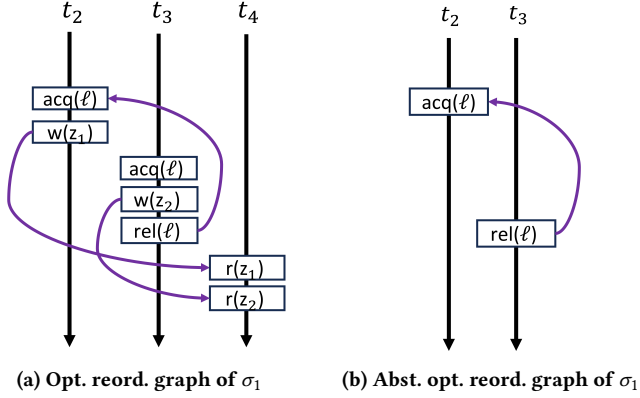 t₂ t₃ t₄
acq(ℓ)
w(z₁)
acq(ℓ)
w(z₂)
rel(ℓ)
r(z₁)
r(z₂)
(a) Opt. reord. graph of σ₁
t₂ t₃
acq(ℓ)
rel(ℓ)
(b) Abst. opt. reord. graph of σ₁